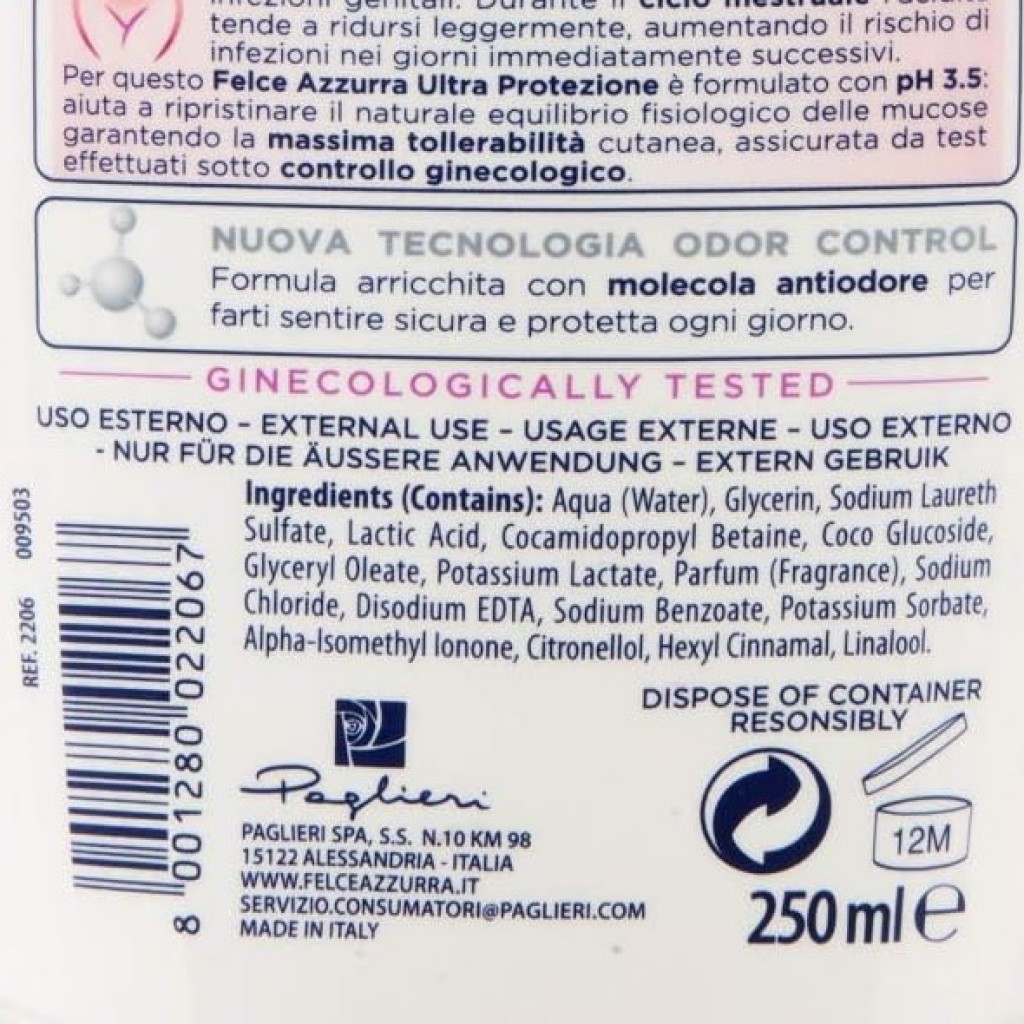 infezioni genitali. Durante il ciclo mestruale l'acidità
tende a ridursi leggermente, aumentando il rischio di
infezioni nei giorni immediatamente successivi.
Per questo Felce Azzurra Ultra Protezione è formulato con pH 3.5:
aiuta a ripristinare il naturale equilibrio fisiologico delle mucose
garantendo la massima tollerabilità cutanea, assicurata da test
effettuati sotto controllo ginecologico.
NUOVA TECNOLOGIA ODOR CONTROL
Formula arricchita con molecola antiodore per
farti sentire sicura e protetta ogni giorno.
GINECOLOGICALLY TESTED
USO ESTERNO – EXTERNAL USE – USAGE EXTERNE – USO EXTERNO
- NUR FÜR DIE ÄUSSERE ANWENDUNG – EXTERN GEBRUIK
Ingredients (Contains): Aqua (Water), Glycerin, Sodium Laureth
Sulfate, Lactic Acid, Cocamidopropyl Betaine, Coco Glucoside,
Glyceryl Oleate, Potassium Lactate, Parfum (Fragrance), Sodium
Chloride, Disodium EDTA, Sodium Benzoate, Potassium Sorbate,
Alpha-Isomethyl Ionone, Citronellol, Hexyl Cinnamal, Linalool.
REF. 2206 009503
8 001280 022067
DISPOSE OF CONTAINER
RESONSIBLY
12M
250 ml e
Paglieri
PAGLIERI SPA, S.S. N.10 KM 98
15122 ALESSANDRIA - ITALIA
WWW.FELCEAZZURRA.IT
SERVIZIO.CONSUMATORI@PAGLIERI.COM
MADE IN ITALY